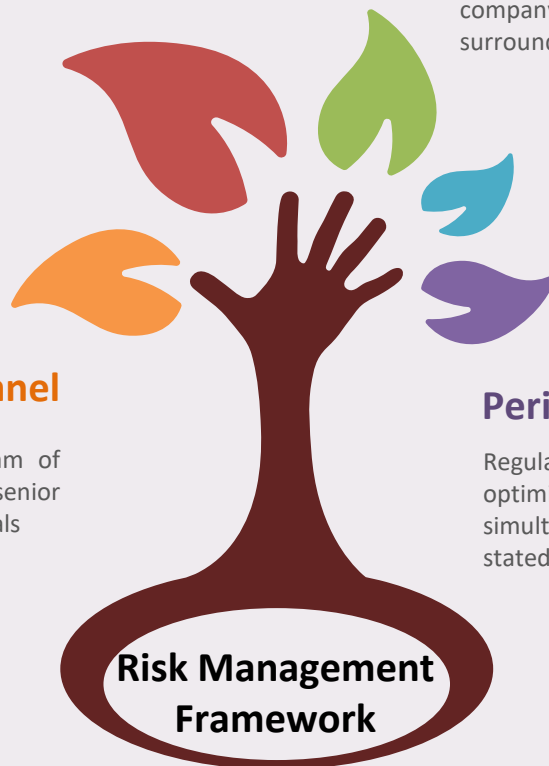 company
surround
nel
am of
senior
als
Peri
Regula
optim
simult
stated
Risk Management
Framework